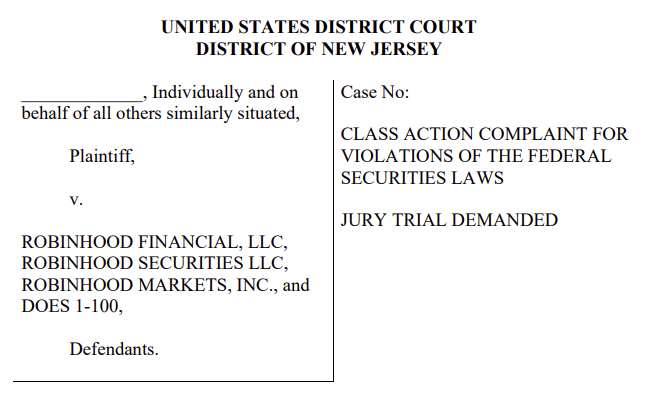 UNITED STATES DISTRICT COURT
DISTRICT OF NEW JERSEY
_____________, Individually and on
behalf of all others similarly situated,
Plaintiff,
v.
ROBINHOOD FINANCIAL, LLC,
ROBINHOOD SECURITIES LLC,
ROBINHOOD MARKETS, INC., and
DOES 1-100,
Defendants.
Case No:
CLASS ACTION COMPLAINT FOR
VIOLATIONS OF THE FEDERAL
SECURITIES LAWS
JURY TRIAL DEMANDED